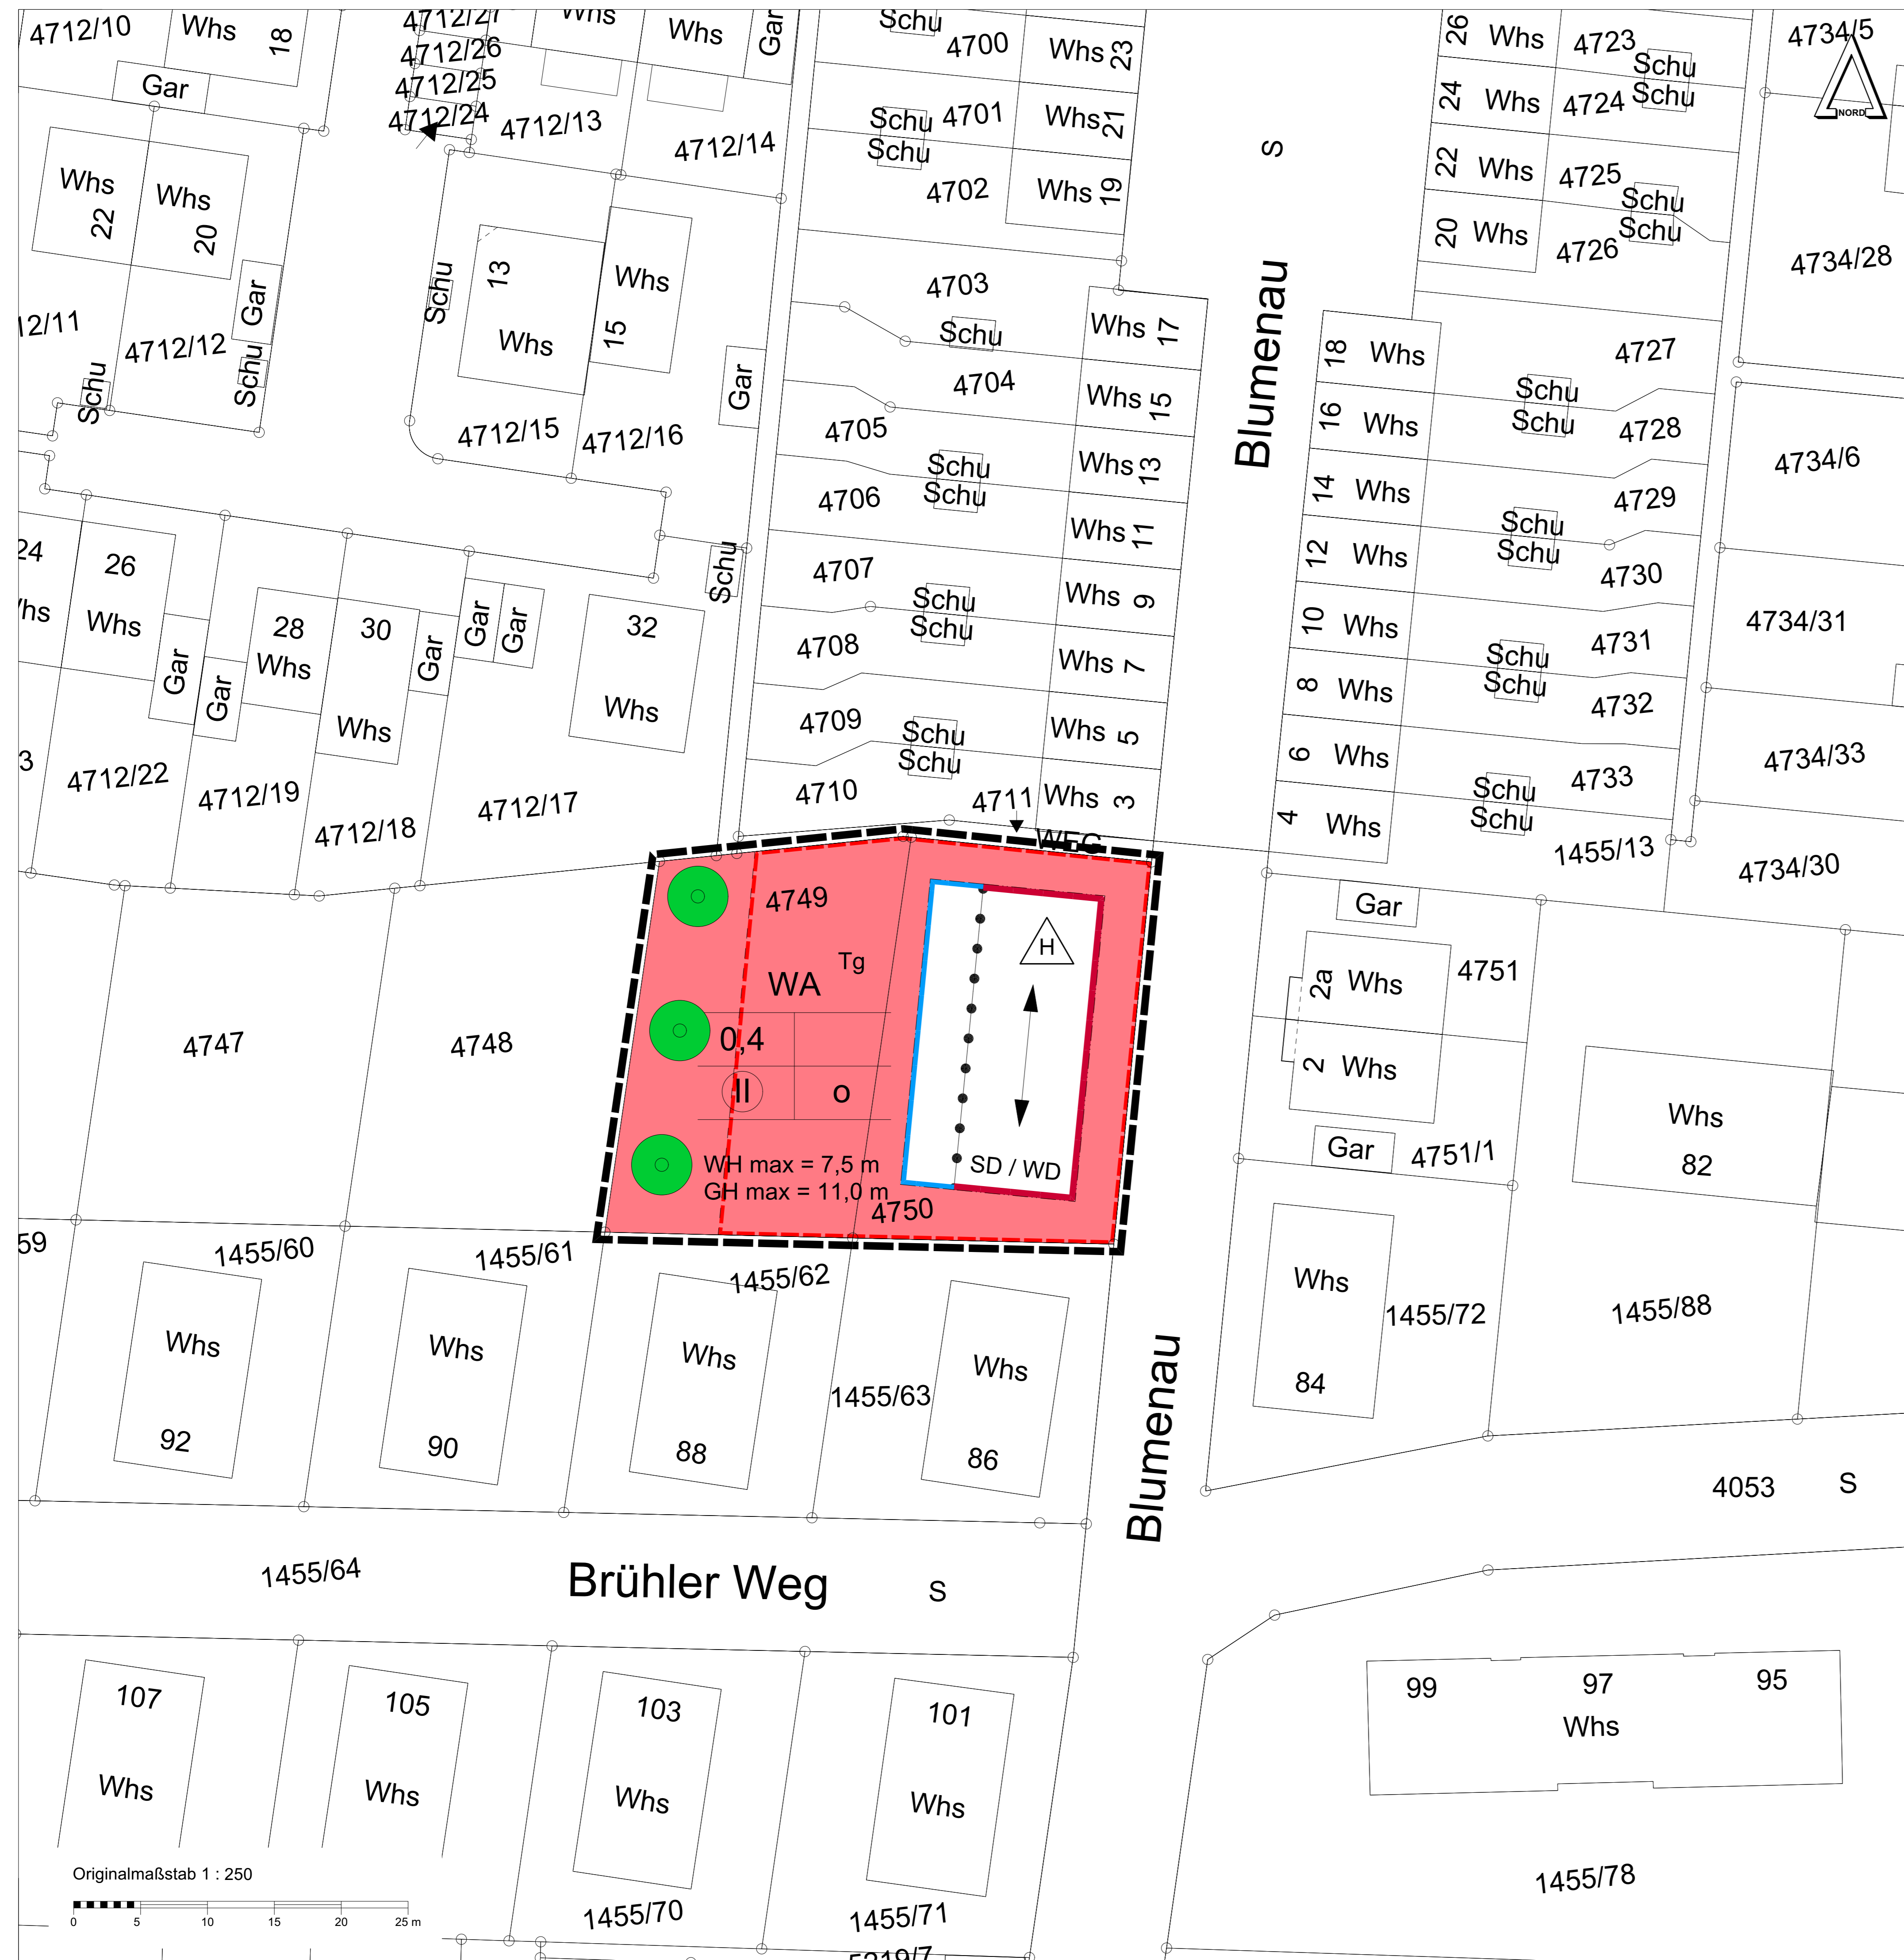 4712/10
Whs
18
4712/27
4712/26
4712/25
4712/24
Whs
Whs
Gar
Schu
4700
Whs
23
26
Whs
4723
Schu
4734/5
NORD
Gar
4712/13
4712/14
Schu
4701
Whs
21
S
24
Whs
4724
Schu
Schu
4702
Whs
19
22
Whs
4725
Schu
Whs
22
Whs
20
20
Whs
4726
Schu
4734/28
Gar
Schu
13
Whs
Whs
15
4703
Schu
Whs
17
Blumenau
18
Whs
4727
12/11
4712/12
Schu
Schu
Gar
4704
Whs
15
Schu
16
Whs
Schu
4728
4712/15
4712/16
4705
Schu
Whs
13
4734/6
14
Whs
4729
Schu
4706
Schu
Whs
11
24
26
Whs
12
Whs
Schu
4730
Schu
4707
Schu
Whs
9
28
Whs
30
Whs
Gar
Gar
Gar
Gar
Gar
32
Whs
10
Whs
4731
4734/31
4708
Schu
Whs
7
Schu
Schu
8
Whs
4732
3
4712/22
4712/19
4712/18
4712/17
4709
Schu
Schu
Whs
5
6
Whs
4733
4734/33
4710
4711
Whs
3
Schu
Schu
4
Whs
1455/13
4734/30
WEG
4749
Gar
WA
Tg
H
2a
Whs
4751
4747
4748
0,4
II
o
2
Whs
Whs
82
WH max = 7,5 m
GH max = 11,0 m
SD / WD
4750
Gar
4751/1
59
1455/60
1455/61
1455/62
Whs
84
1455/72
1455/88
Whs
92
Whs
90
Whs
88
1455/63
Whs
86
Blumenau
4053
S
1455/64
Brühler Weg
S
107
Whs
105
Whs
103
Whs
101
Whs
99
97
95
Whs
Originalmaßstab 1 : 250
0
5
10
15
20
25 m
1455/70
1455/71
1455/78
5219/7